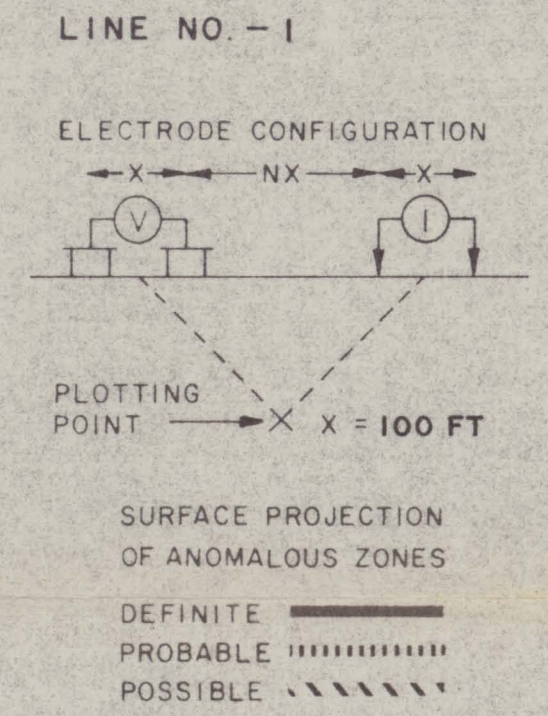 LINE NO. - 1
ELECTRODE CONFIGURATION
X NX X
V I
PLOTTING
POINT X X = 100 FT
SURFACE PROJECTION
OF ANOMALOUS ZONES
DEFINITE
PROBABLE
POSSIBLE